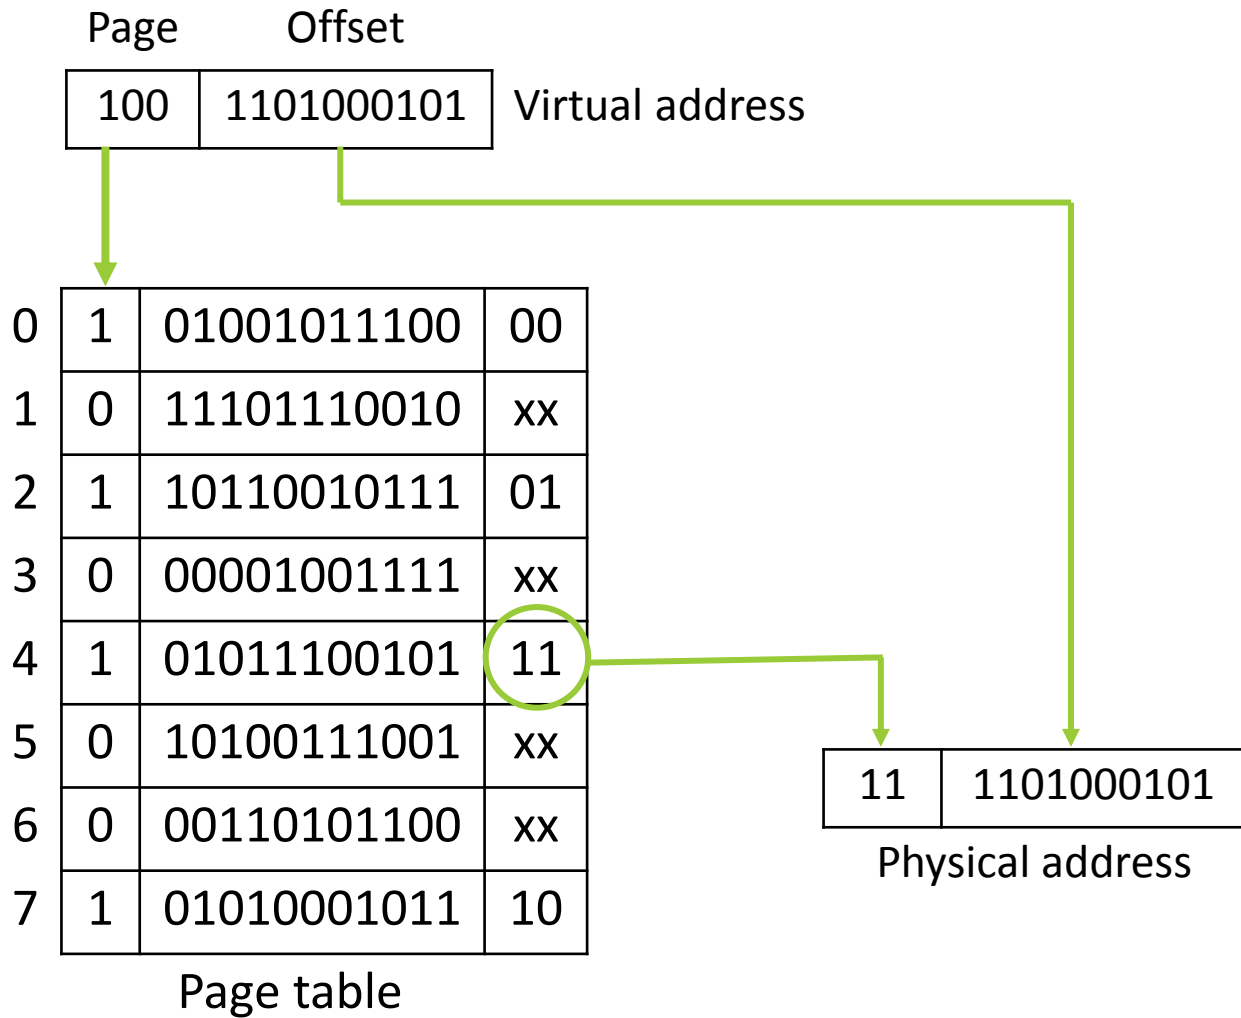 Page Offset
100 1101000101 Virtual address
0 1 01001011100 00
1 0 11101110010 xx
2 1 10110010111 01
3 0 00001001111 xx
4 1 01011100101 11
5 0 10100111001 xx
6 0 00110101100 xx
7 1 01010001011 10
Page table
11 1101000101
Physical address